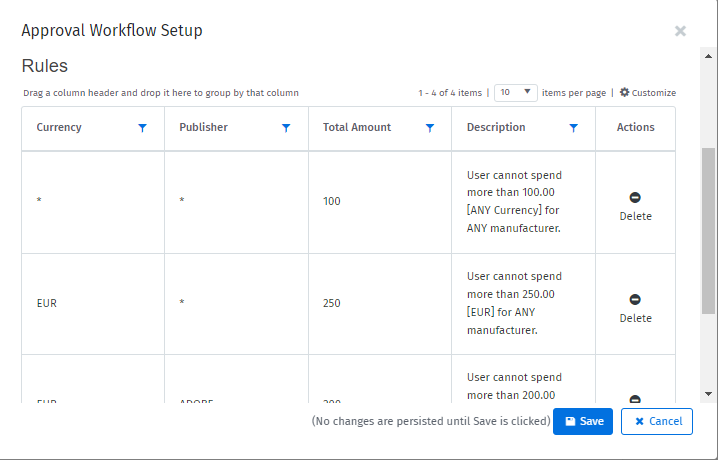 Approval Workflow Setup
Rules
Drag a column header and drop it here to group by that column
1 - 4 of 4 items | 10 items per page | Customize
Currency Publisher Total Amount Description Actions
* * 100
User cannot spend
more than 100.00
[ANY Currency] for
ANY manufacturer.
Delete
EUR * 250
User cannot spend
more than 250.00
[EUR] for ANY
manufacturer.
Delete
EUR ADOBE 200
User cannot spend
more than 200.00
(No changes are persisted until Save is clicked) Save Cancel